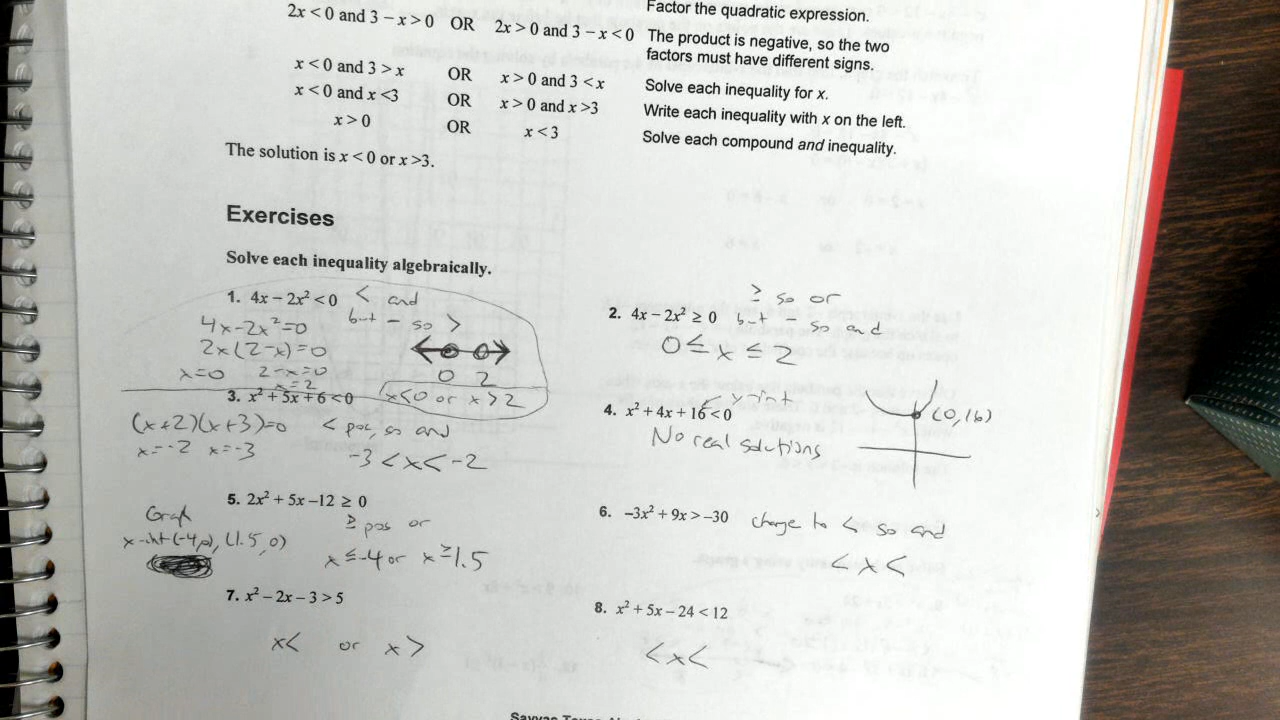 Factor the quadratic expression.
2x < 0 and 3 − x > 0 OR 2x > 0 and 3 − x < 0
The product is negative, so the two
factors must have different signs.
x < 0 and 3 > x OR x > 0 and 3 < x
Solve each inequality for x.
x < 0 and x <3 OR x > 0 and x >3
Write each inequality with x on the left.
x > 0 OR x < 3
Solve each compound and inequality.
The solution is x < 0 or x >3.
Exercises
Solve each inequality algebraically.
1. 4x − 2x² < 0 < and
but − so >
4x-2x²=0
2x(2-x)=0
x=0 2-x=0
x=2
0 2
x<0 or x>2
≥ so or
2. 4x − 2x² ≥ 0 but − so and
0 ≤ x ≤ 2
3. x² + 5x + 6 < 0
(x+2)(x+3)=0 < pos, so and
x=-2 x=-3
-3 < x < -2
y-int
4. x² + 4x + 16 < 0
(0,16)
No real solutions
5. 2x² + 5x −12 ≥ 0
Graph
≥ pos or
x-int (-4,0), (1.5,0)
x ≤ -4 or x ≥ 1.5
6. −3x² + 9x > −30 change to < so and
< x <
7. x² − 2x − 3 > 5
x< or x >
8. x² + 5x − 24 < 12
< x <